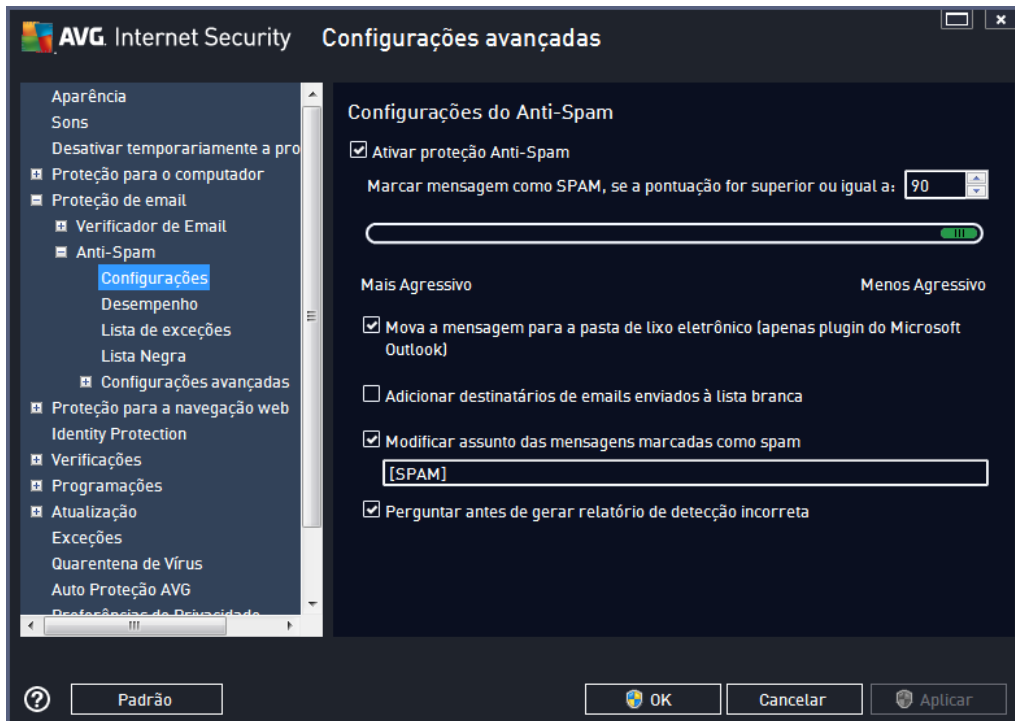 AVG. Internet Security
Configurações avançadas
Aparência
Sons
Desativar temporariamente a pro
Proteção para o computador
Proteção de email
Verificador de Email
Anti-Spam
Configurações
Desempenho
Lista de exceções
Lista Negra
Configurações avançadas
Proteção para a navegação web
Identity Protection
Verificações
Programações
Atualização
Exceções
Quarentena de Vírus
Auto Proteção AVG
Preferências de Privacidade
Configurações do Anti-Spam
Ativar proteção Anti-Spam
Marcar mensagem como SPAM, se a pontuação for superior ou igual a: 90
Mais Agressivo Menos Agressivo
Mova a mensagem para a pasta de lixo eletrônico (apenas plugin do Microsoft
Outlook)
Adicionar destinatários de emails enviados à lista branca
Modificar assunto das mensagens marcadas como spam
[SPAM]
Perguntar antes de gerar relatório de detecção incorreta
Padrão OK Cancelar Aplicar